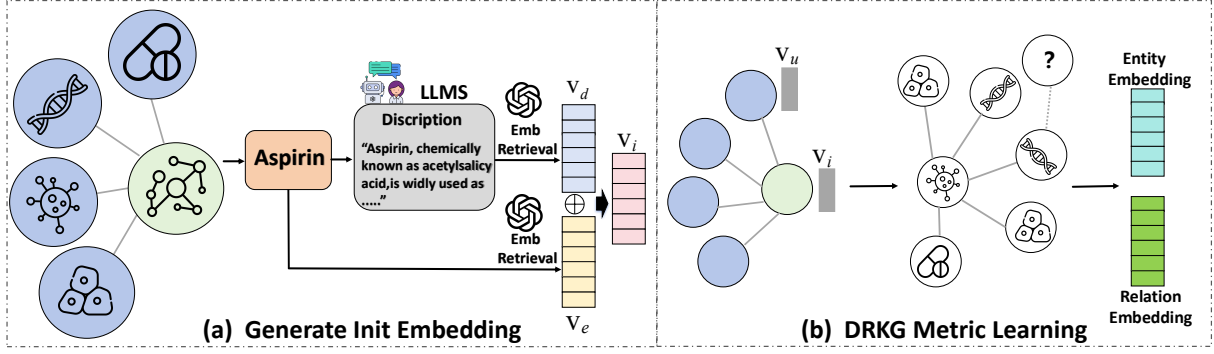 LLMS
Discription
"Aspirin, chemically
known as acetylsalicy
acid,is widly used as
....."
Aspirin
Emb
Retrieval
Emb
Retrieval
V_d
V_i
V_e
(a) Generate Init Embedding
V_u
V_i
?
Entity
Embedding
Relation
Embedding
(b) DRKG Metric Learning